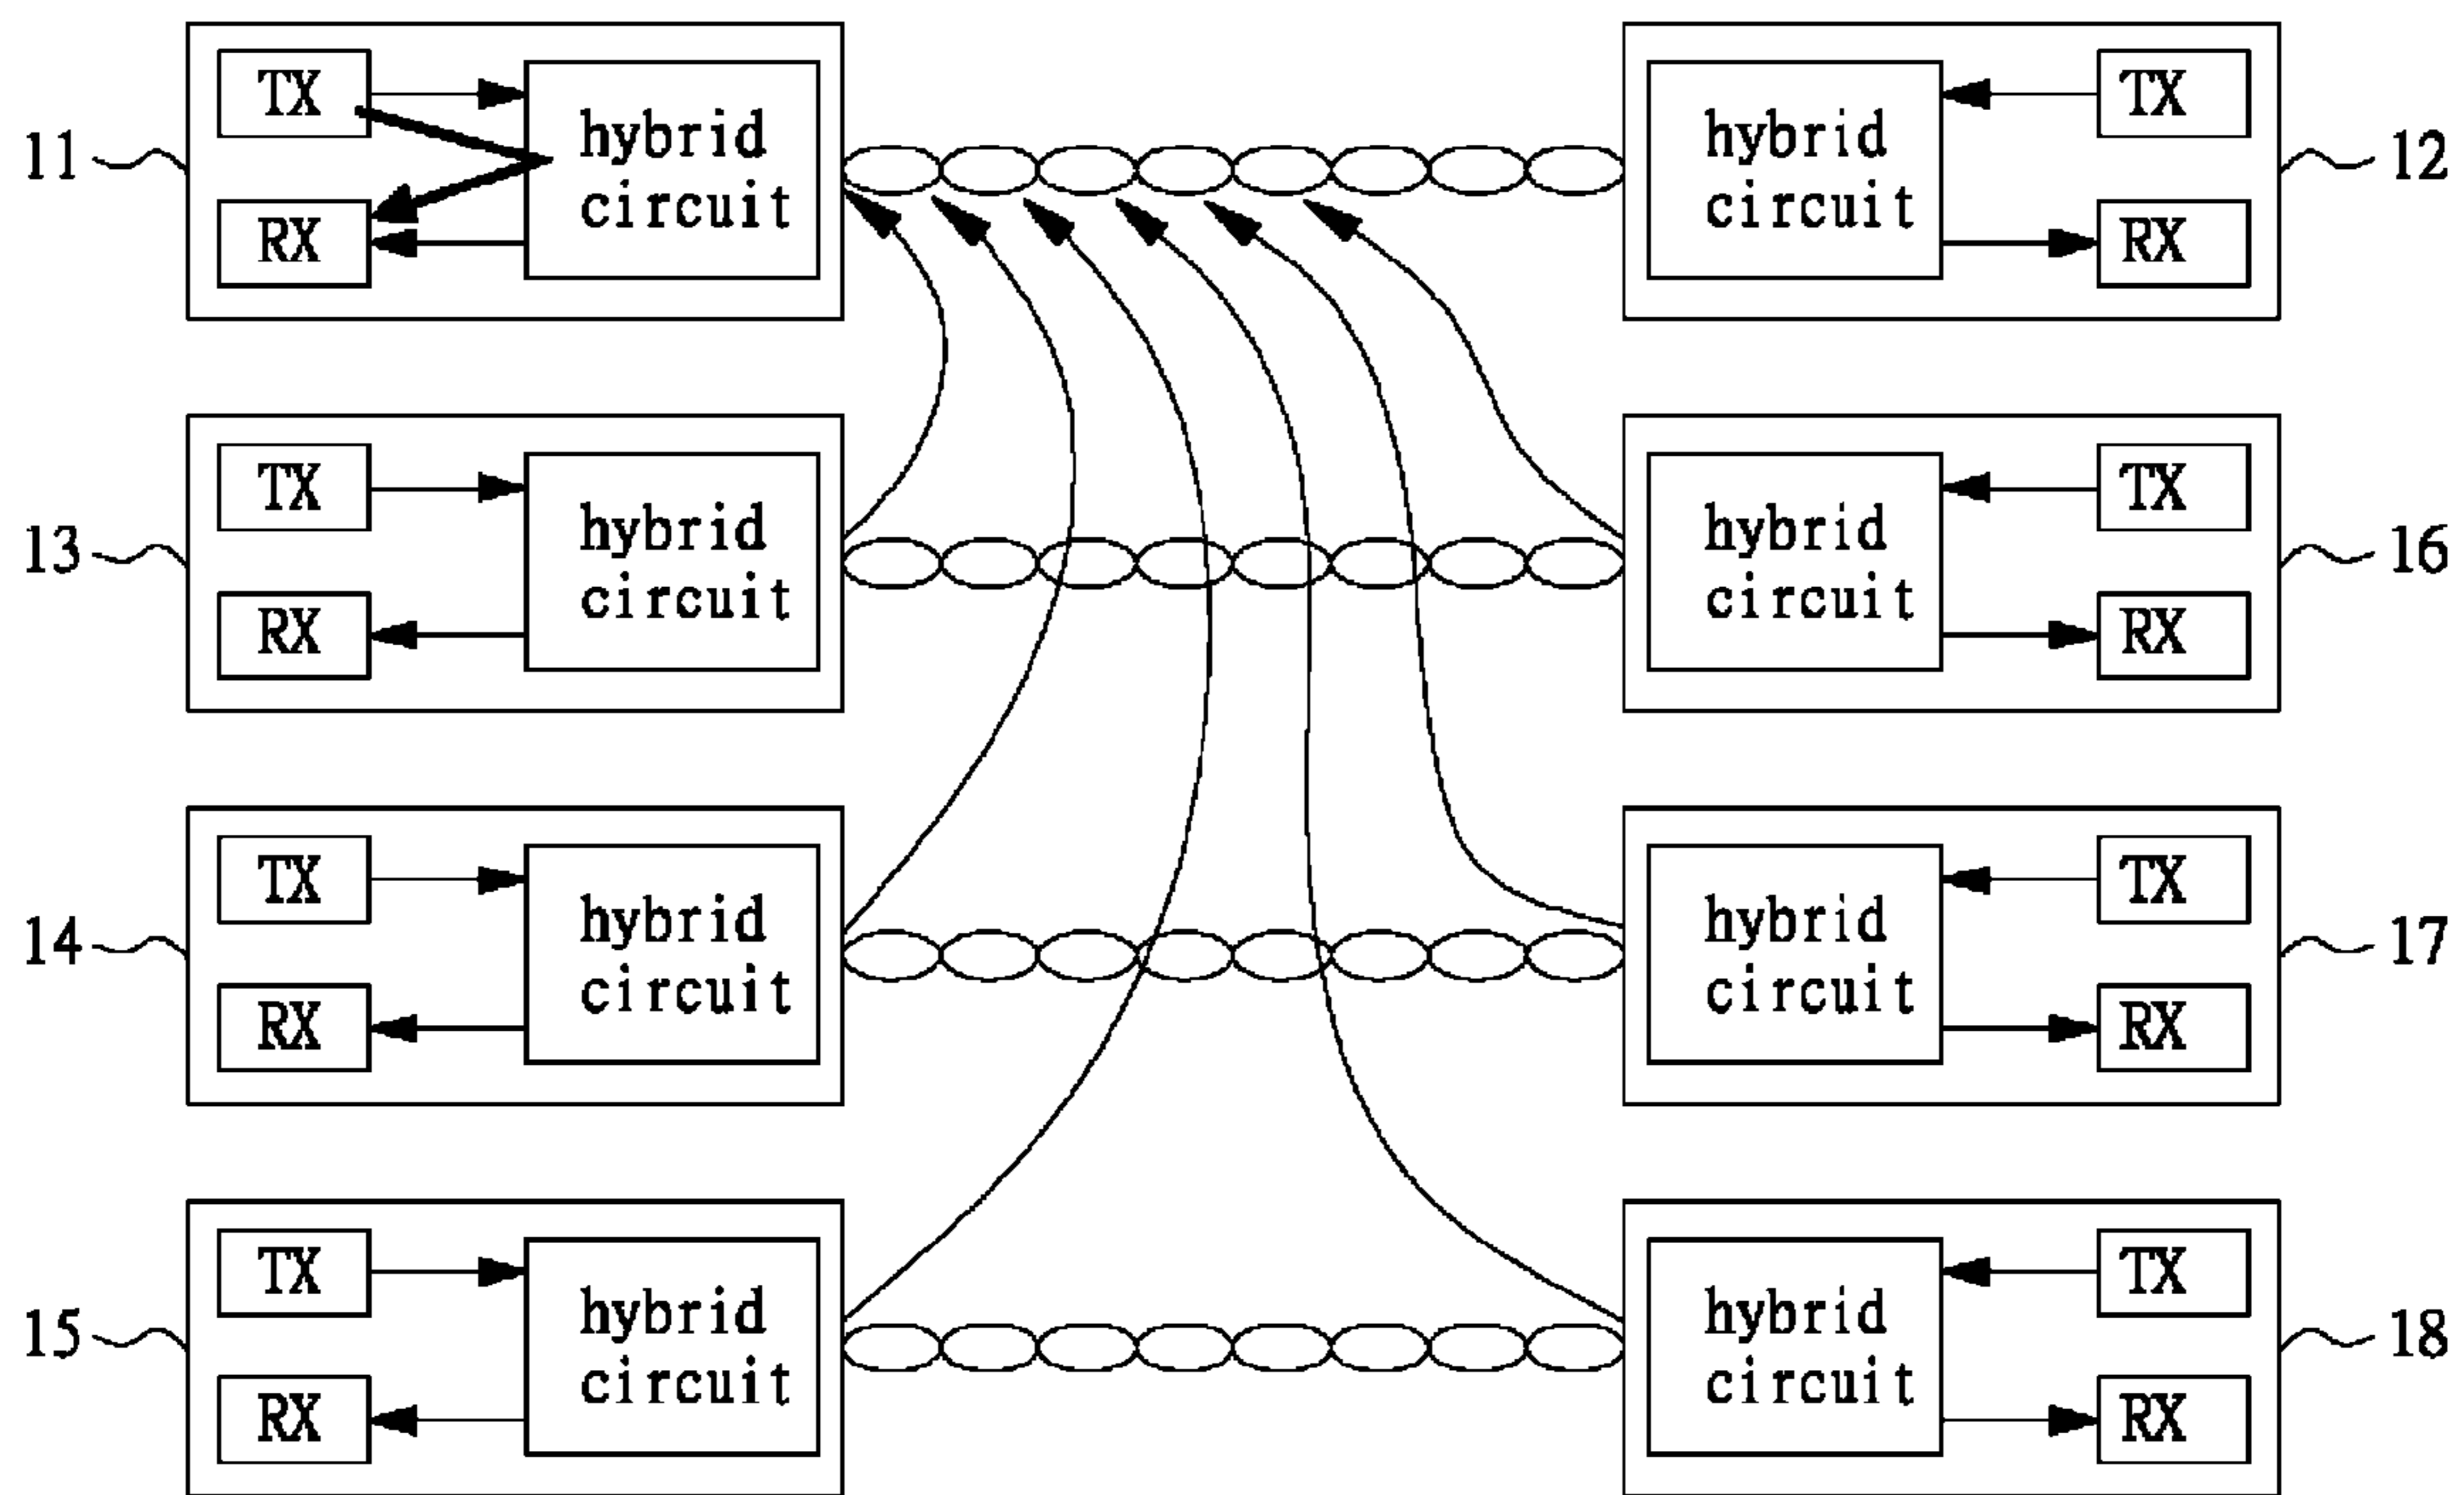 TX
hybrid
circuit
RX
11
hybrid
circuit
TX
RX
12
TX
hybrid
circuit
RX
13
hybrid
circuit
TX
RX
16
TX
hybrid
circuit
RX
14
hybrid
circuit
TX
RX
17
TX
hybrid
circuit
RX
15
hybrid
circuit
TX
RX
18